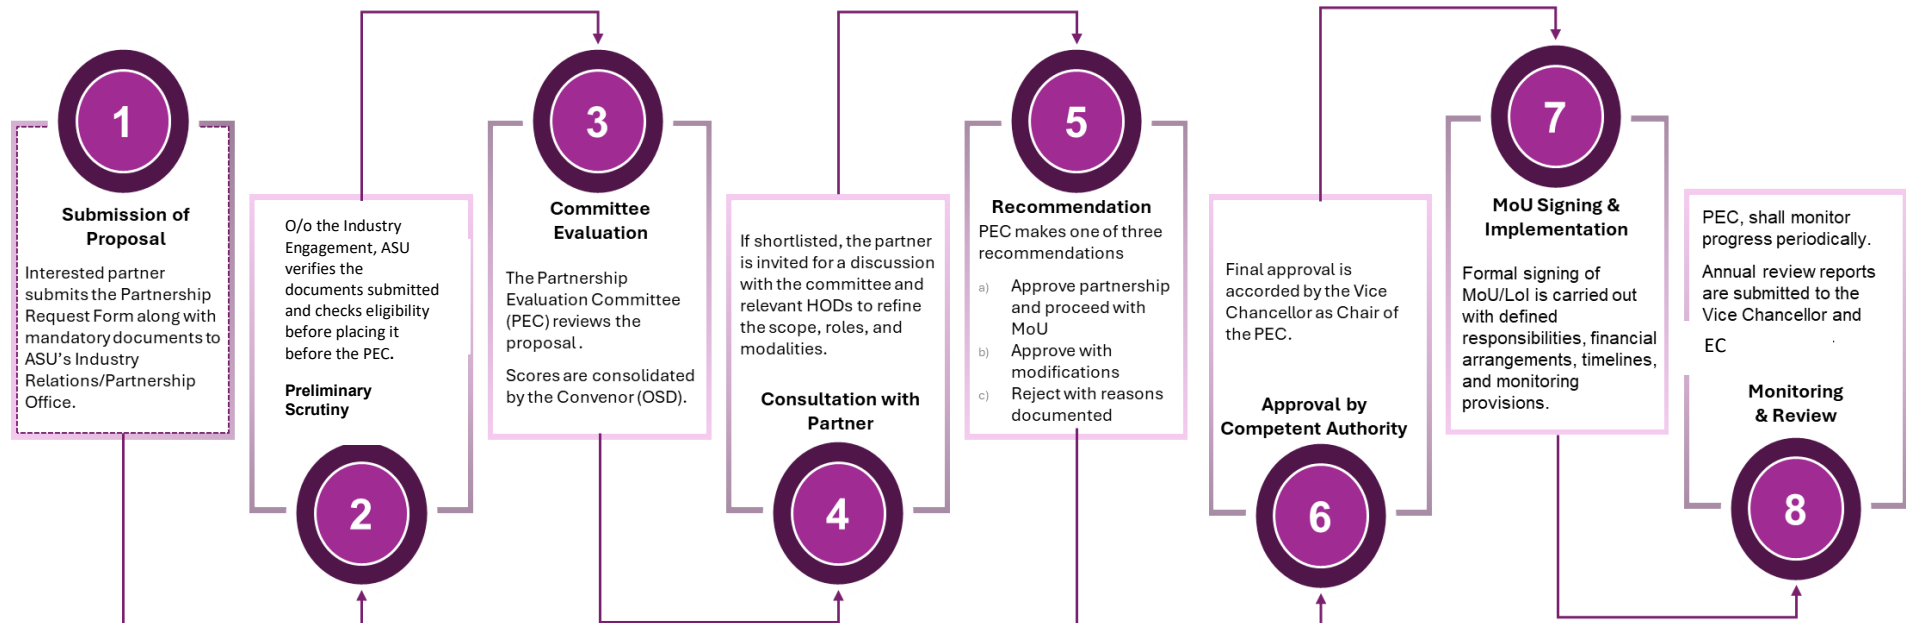 1
Submission of
Proposal
Interested partner
submits the Partnership
Request Form along with
mandatory documents to
ASU's Industry
Relations/Partnership
Office.
O/o the Industry
Engagement, ASU
verifies the
documents submitted
and checks eligibility
before placing it
before the PEC.
Preliminary
Scrutiny
2
3
Committee
Evaluation
The Partnership
Evaluation Committee
(PEC) reviews the
proposal .
Scores are consolidated
by the Convenor (OSD).
If shortlisted, the partner
is invited for a discussion
with the committee and
relevant HODs to refine
the scope, roles, and
modalities.
Consultation with
Partner
4
5
Recommendation
PEC makes one of three
recommendations
a) Approve partnership
and proceed with
MoU
b) Approve with
modifications
c) Reject with reasons
documented
Final approval is
accorded by the Vice
Chancellor as Chair of
the PEC.
Approval by
Competent Authority
6
7
MoU Signing &
Implementation
Formal signing of
MoU/LoI is carried out
with defined
responsibilities, financial
arrangements, timelines,
and monitoring
provisions.
PEC, shall monitor
progress periodically.
Annual review reports
are submitted to the
Vice Chancellor and
EC
Monitoring
& Review
8